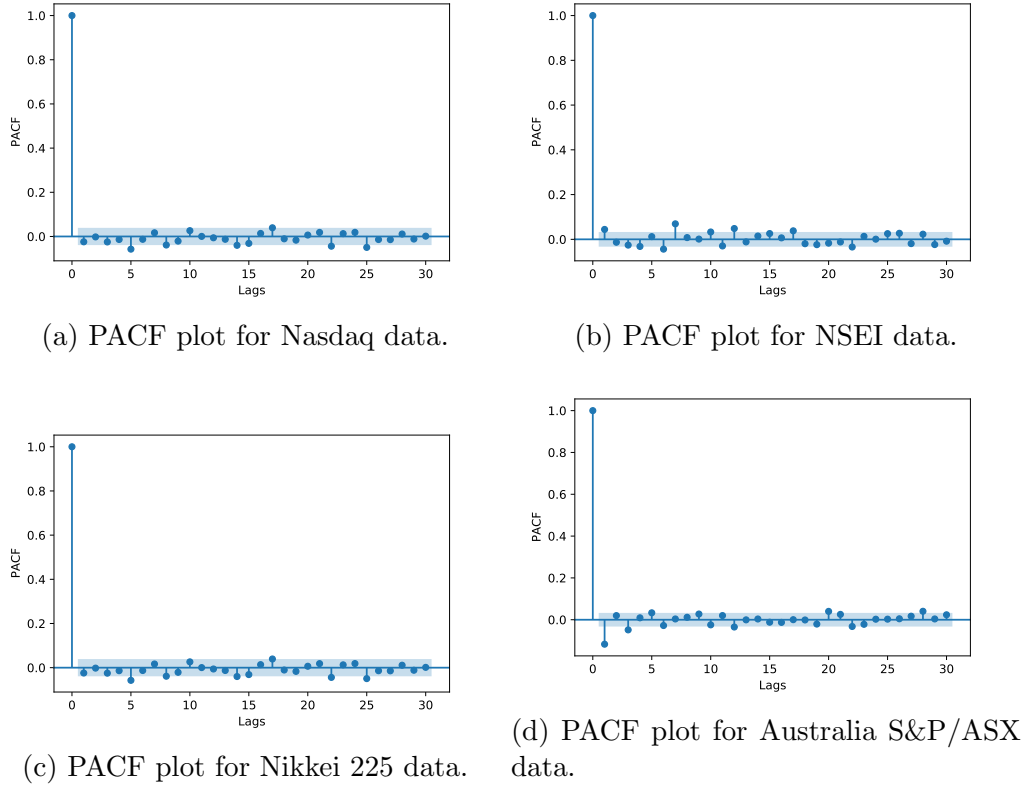 1.0
0.8
0.6
0.4
0.2
0.0
PACF
0 5 10 15 20 25 30
Lags
(a) PACF plot for Nasdaq data.
1.0
0.8
0.6
0.4
0.2
0.0
PACF
0 5 10 15 20 25 30
Lags
(b) PACF plot for NSEI data.
1.0
0.8
0.6
0.4
0.2
0.0
PACF
0 5 10 15 20 25 30
Lags
(c) PACF plot for Nikkei 225 data.
1.0
0.8
0.6
0.4
0.2
0.0
PACF
0 5 10 15 20 25 30
Lags
(d) PACF plot for Australia S&P/ASX
data.